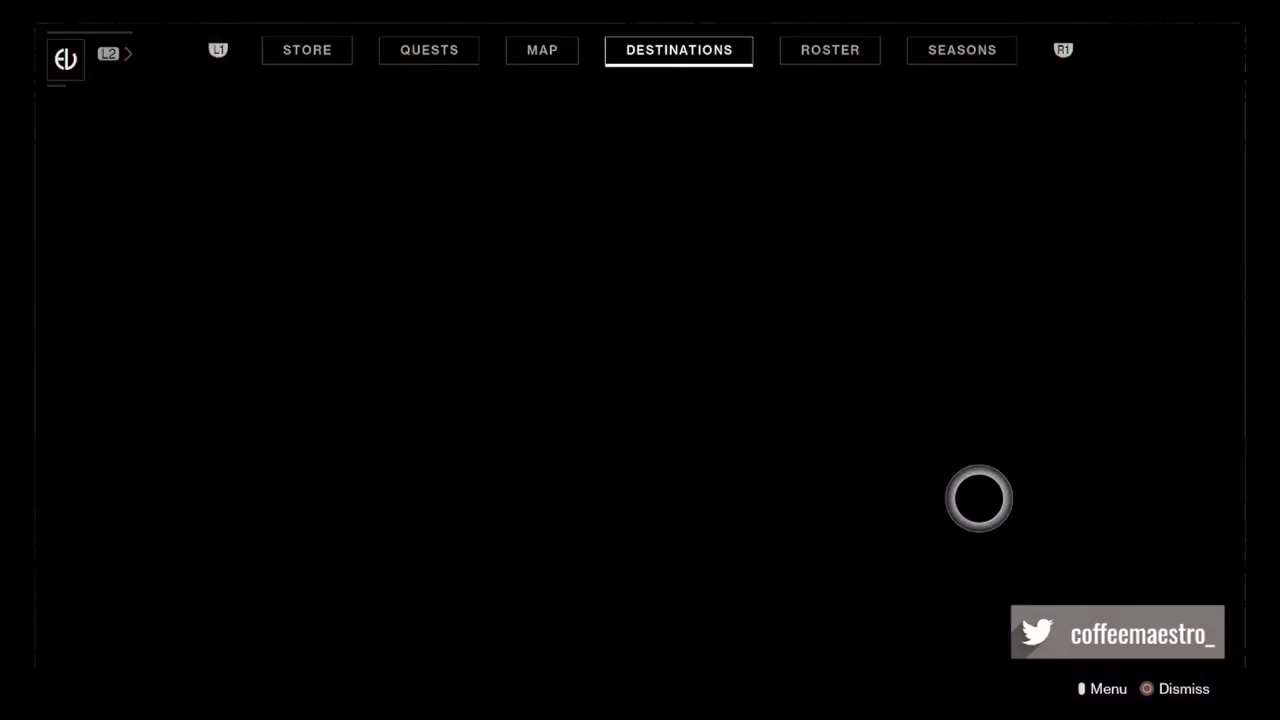 L2
L1
STORE
QUESTS
MAP
DESTINATIONS
ROSTER
SEASONS
R1
coffeemaestro_
Menu
Dismiss